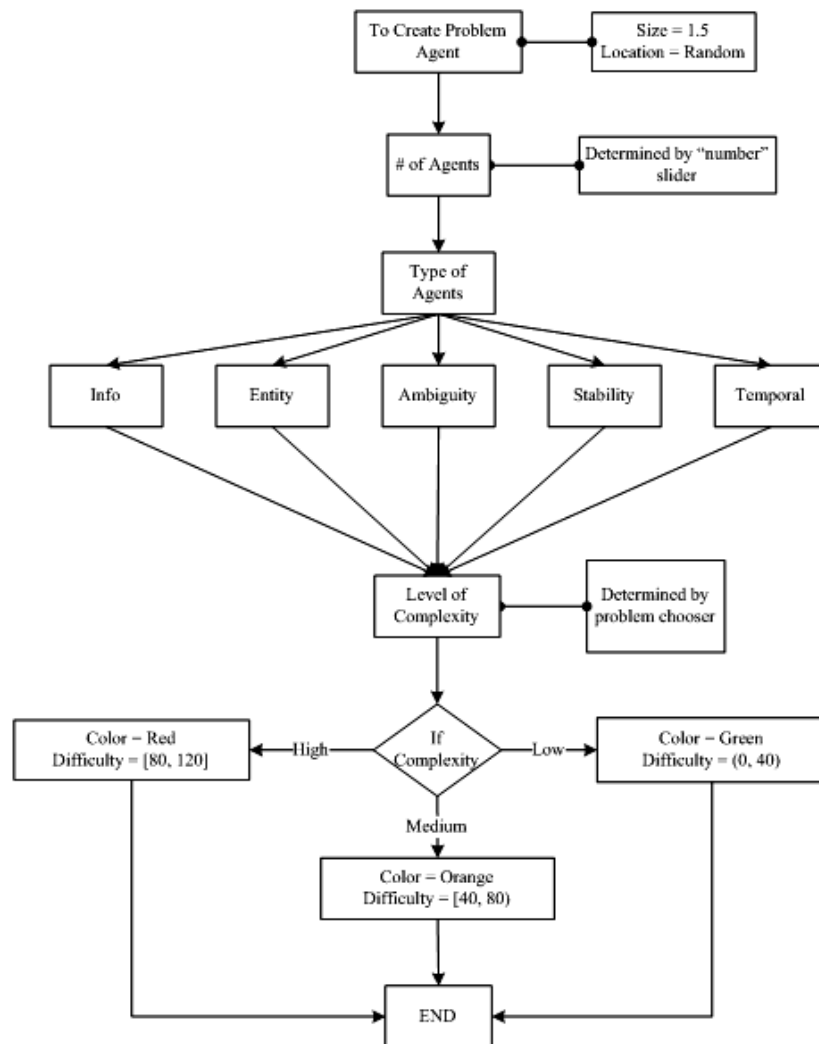 To Create Problem
Agent
Size = 1.5
Location = Random
# of Agents
Determined by “number”
slider
Type of
Agents
Info
Entity
Ambiguity
Stability
Temporal
Level of
Complexity
Determined by
problem chooser
Color = Red
Difficulty = [80, 120]
High
If
Complexity
Low
Color = Green
Difficulty = (0, 40)
Medium
Color = Orange
Difficulty = [40, 80)
END